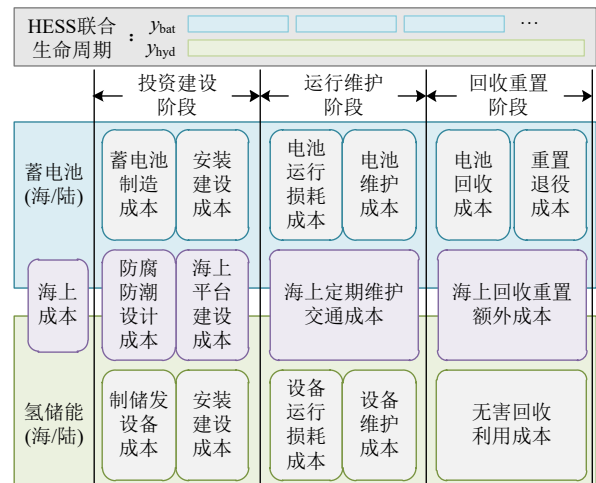 HESS联合
生命周期
：
y_bat
y_hyd
…
投资建设
阶段
运行维护
阶段
回收重置
阶段
蓄电池
(海/陆)
蓄电池
制造
成本
安装
建设
成本
电池
运行
损耗
成本
电池
维护
成本
电池
回收
成本
重置
退役
成本
海上
成本
防腐
防潮
设计
成本
海上
平台
建设
成本
海上定期维护
交通成本
海上回收重置
额外成本
氢储能
(海/陆)
制储发
设备
成本
安装
建设
成本
设备
运行
损耗
成本
设备
维护
成本
无害回收
利用成本